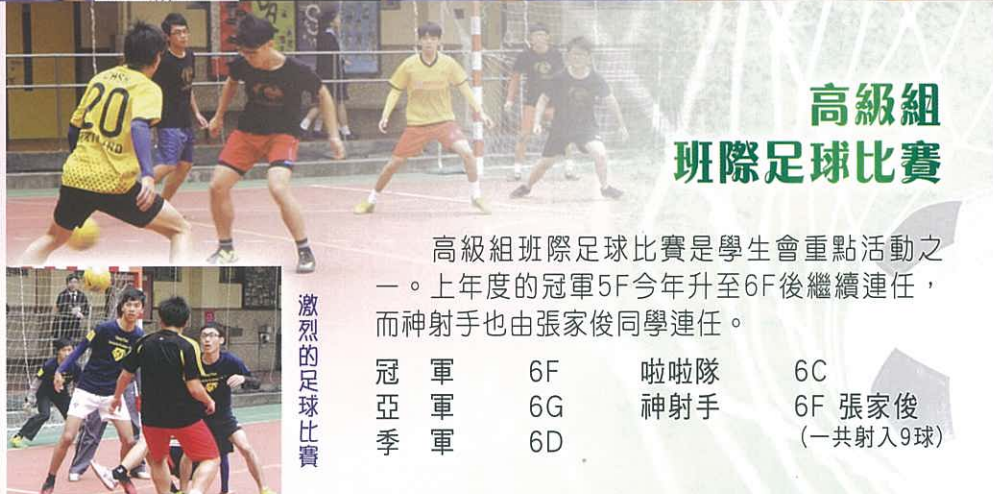 高級組
班際足球比賽
高級組班際足球比賽是學生會重點活動之
一。上年度的冠軍5F今年升至6F後繼續連任，
而神射手也由張家俊同學連任。
冠軍 6F 啦啦隊 6C
亞軍 6G 神射手 6F 張家俊
季軍 6D （一共射入9球）
激烈的足球比賽
20